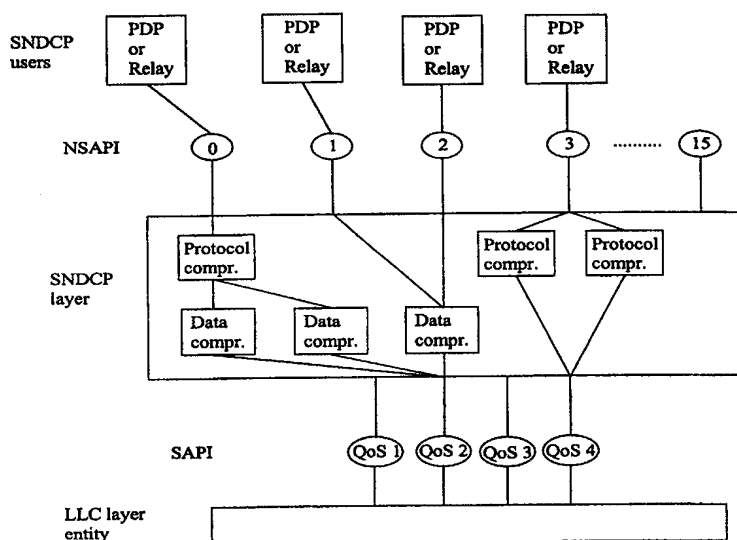 SNDCP
users
PDP
or
Relay
PDP
or
Relay
PDP
or
Relay
PDP
or
Relay
NSAPI
0
1
2
3
..........
15
SNDCP
layer
Protocol
compr.
Protocol
compr.
Protocol
compr.
Data
compr.
Data
compr.
Data
compr.
SAPI
QoS 1
QoS 2
QoS 3
QoS 4
LLC layer
entity